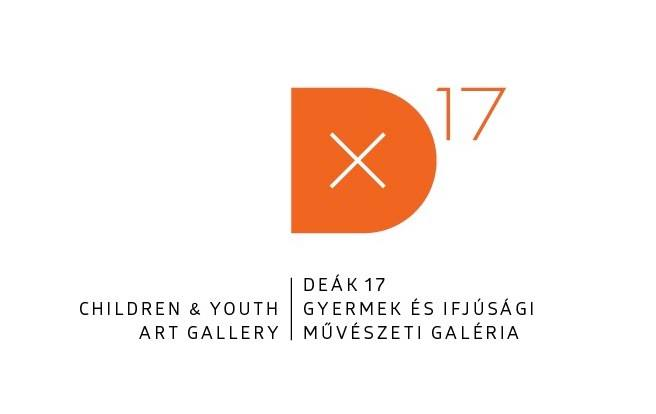 17
CHILDREN & YOUTH
ART GALLERY
DEÁK 17
GYERMEK ÉS IFJÚSÁGI
MŰVÉSZETI GALÉRIA